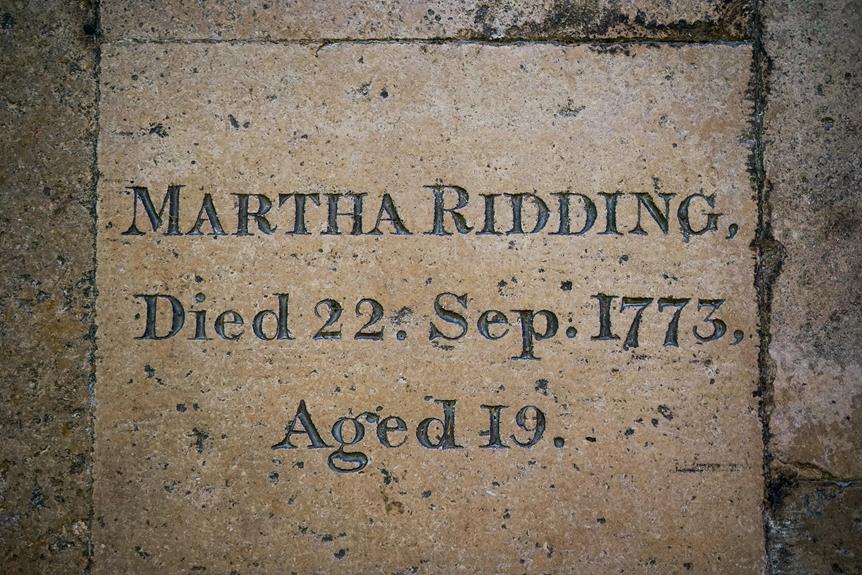 MARTHA RIDDING,
Died 22. Sep. 1773,
Aged 19.